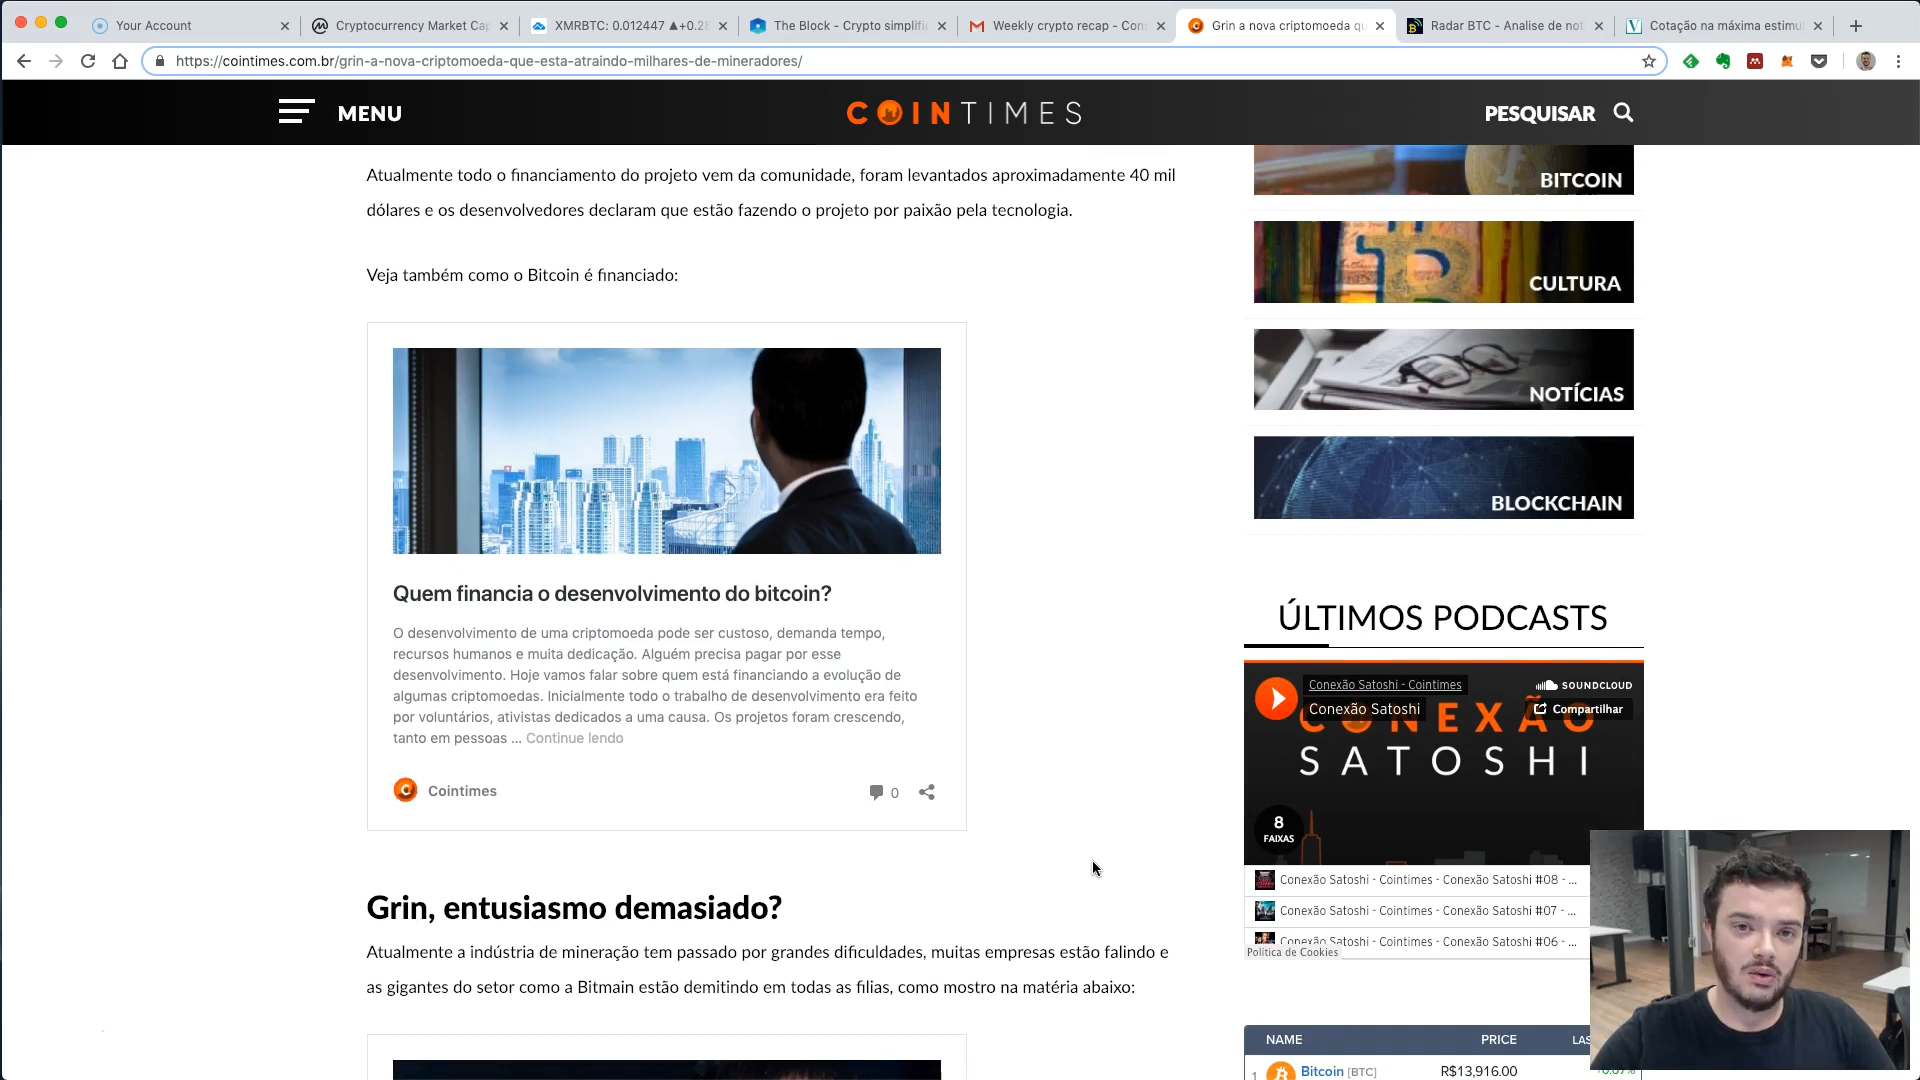 Your Account
Cryptocurrency Market Ca
XMRBTC: 0.012447 ▲+0.28
The Block - Crypto simplifi
Weekly crypto recap - Con
Grin a nova criptomoeda qu
Radar BTC - Analise de not
Cotação na máxima estimul
https://cointimes.com.br/grin-a-nova-criptomoeda-que-esta-atraindo-milhares-de-mineradores/
MENU
COINTIMES
PESQUISAR
Atualmente todo o financiamento do projeto vem da comunidade, foram levantados aproximadamente 40 mil
dólares e os desenvolvedores declaram que estão fazendo o projeto por paixão pela tecnologia.
Veja também como o Bitcoin é financiado:
Quem financia o desenvolvimento do bitcoin?
O desenvolvimento de uma criptomoeda pode ser custoso, demanda tempo,
recursos humanos e muita dedicação. Alguém precisa pagar por esse
desenvolvimento. Hoje vamos falar sobre quem está financiando a evolução de
algumas criptomoedas. Inicialmente todo o trabalho de desenvolvimento era feito
por voluntários, ativistas dedicados a uma causa. Os projetos foram crescendo,
tanto em pessoas ... Continue lendo
Cointimes
0
Grin, entusiasmo demasiado?
Atualmente a indústria de mineração tem passado por grandes dificuldades, muitas empresas estão falindo e
as gigantes do setor como a Bitmain estão demitindo em todas as filias, como mostro na matéria abaixo:
BITCOIN
CULTURA
NOTÍCIAS
BLOCKCHAIN
ÚLTIMOS PODCASTS
Conexão Satoshi - Cointimes
SOUNDCLOUD
Conexão Satoshi
Compartilhar
CONEXÃO
SATOSHI
8
FAIXAS
Conexão Satoshi - Cointimes - Conexão Satoshi #08 - ...
Conexão Satoshi - Cointimes - Conexão Satoshi #07 - ...
Conexão Satoshi - Cointimes - Conexão Satoshi #06 - ...
Política de Cookies
NAME PRICE LAS
1 Bitcoin [BTC] R$13,916.00